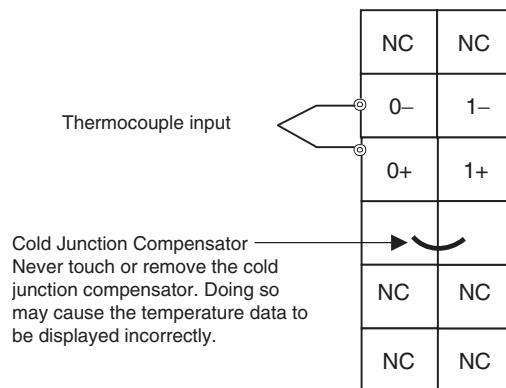 NC NC
0– 1–
Thermocouple input
0+ 1+
Cold Junction Compensator
Never touch or remove the cold
junction compensator. Doing so
may cause the temperature data to
be displayed incorrectly.
NC NC
NC NC